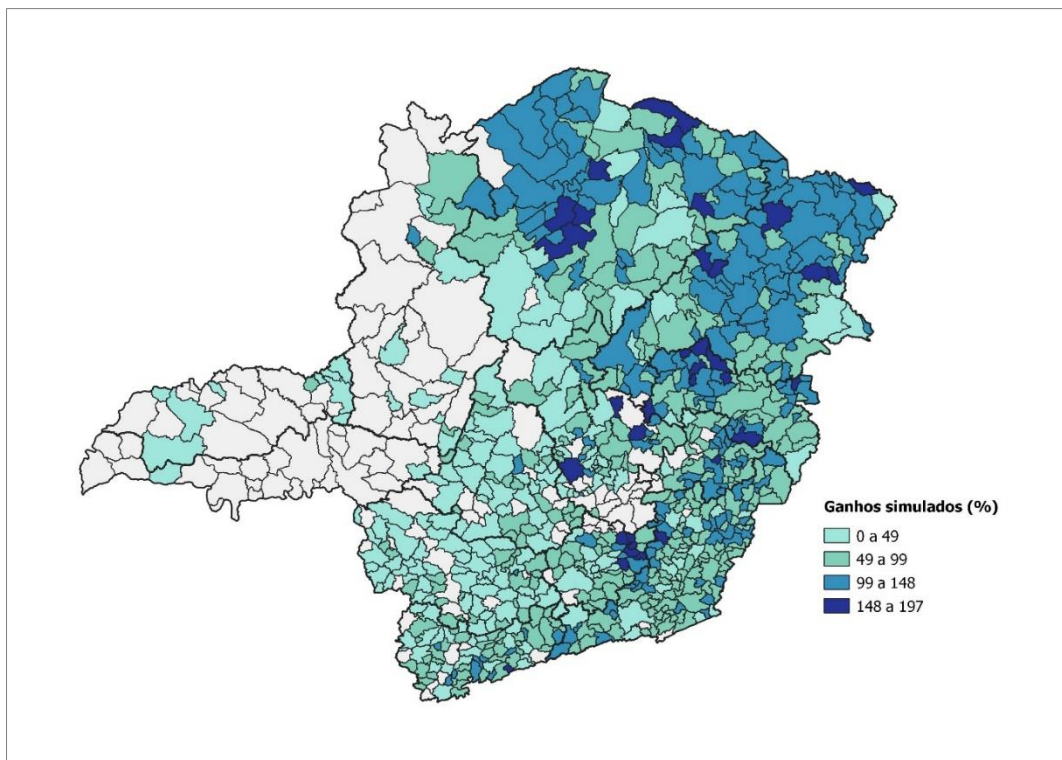 Ganhos simulados (%)
0 a 49
49 a 99
99 a 148
148 a 197